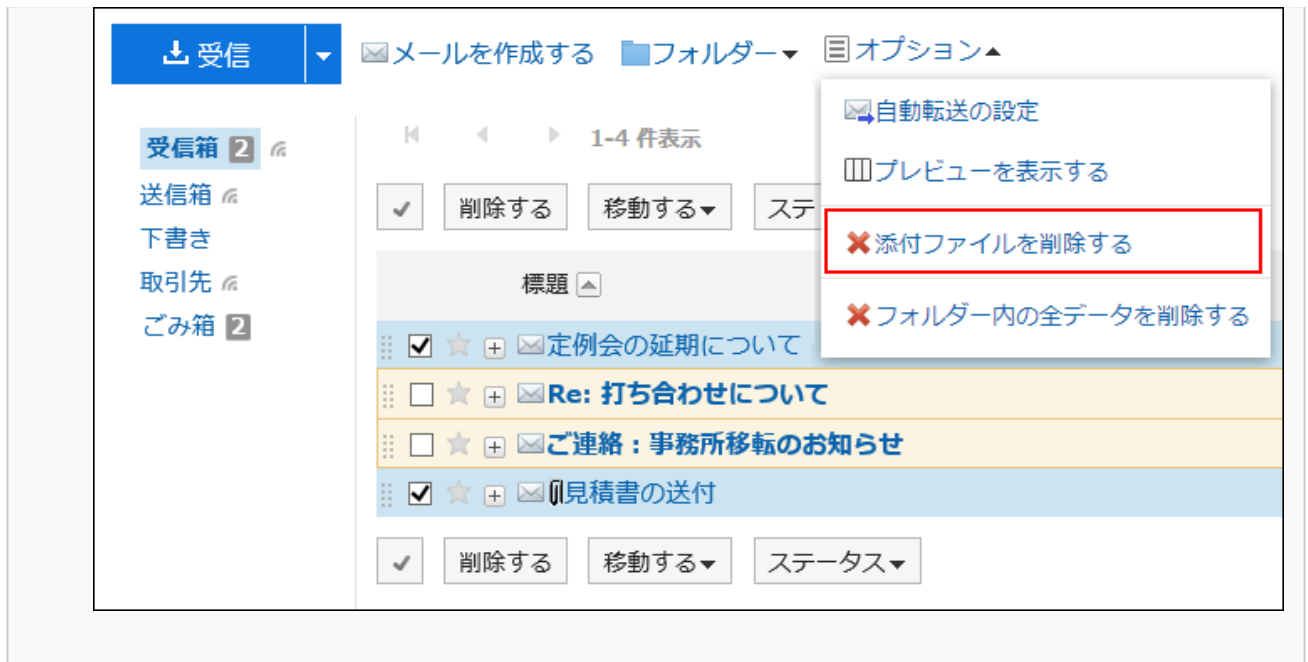 受信 メールを作成する フォルダー オプション
自動転送の設定
プレビューを表示する
添付ファイルを削除する
フォルダー内の全データを削除する
受信箱 2
送信箱
下書き
取引先
ごみ箱 2
1-4 件表示
削除する 移動する ステ
標題
定例会の延期について
Re: 打ち合わせについて
ご連絡：事務所移転のお知らせ
見積書の送付
削除する 移動する ステータス